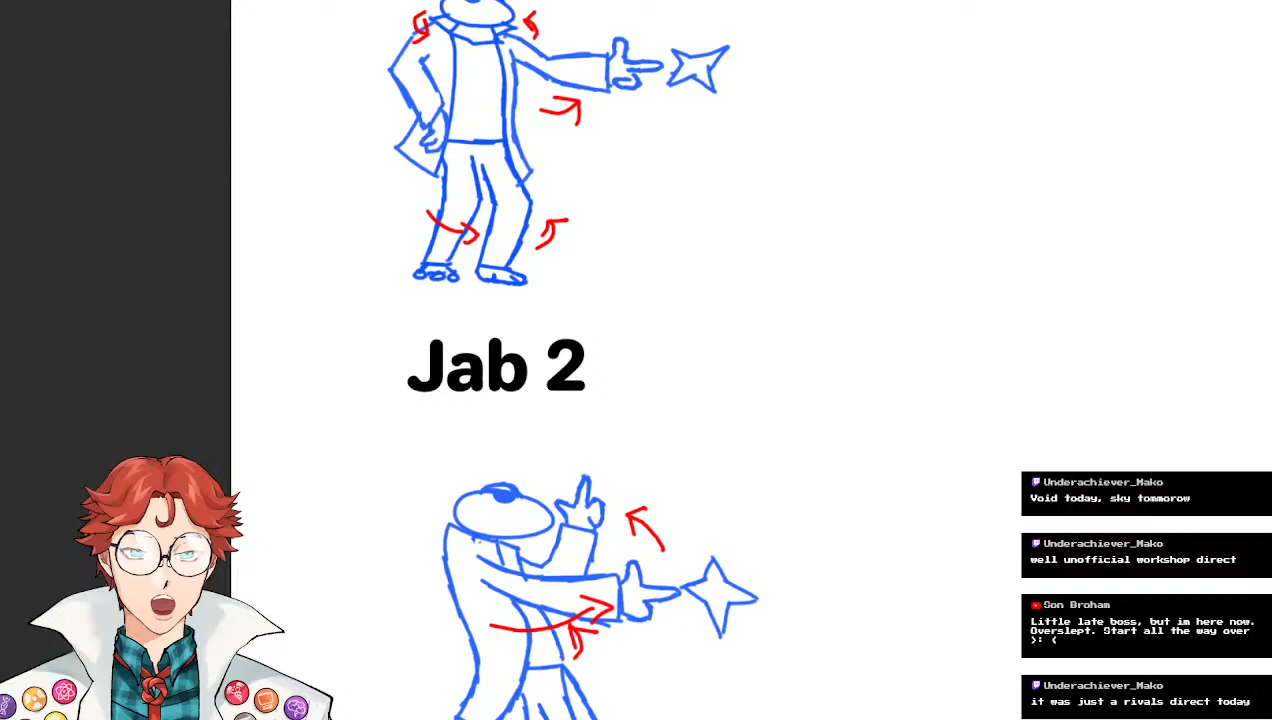 Jab 2
Underachiever_Mako
Void today, sky tommorow
Underachiever_Mako
well unofficial workshop direct
Son Broham
Little late boss, but im here now.
Overslept. Start all the way over
>: (
Underachiever_Mako
it was just a rivals direct today